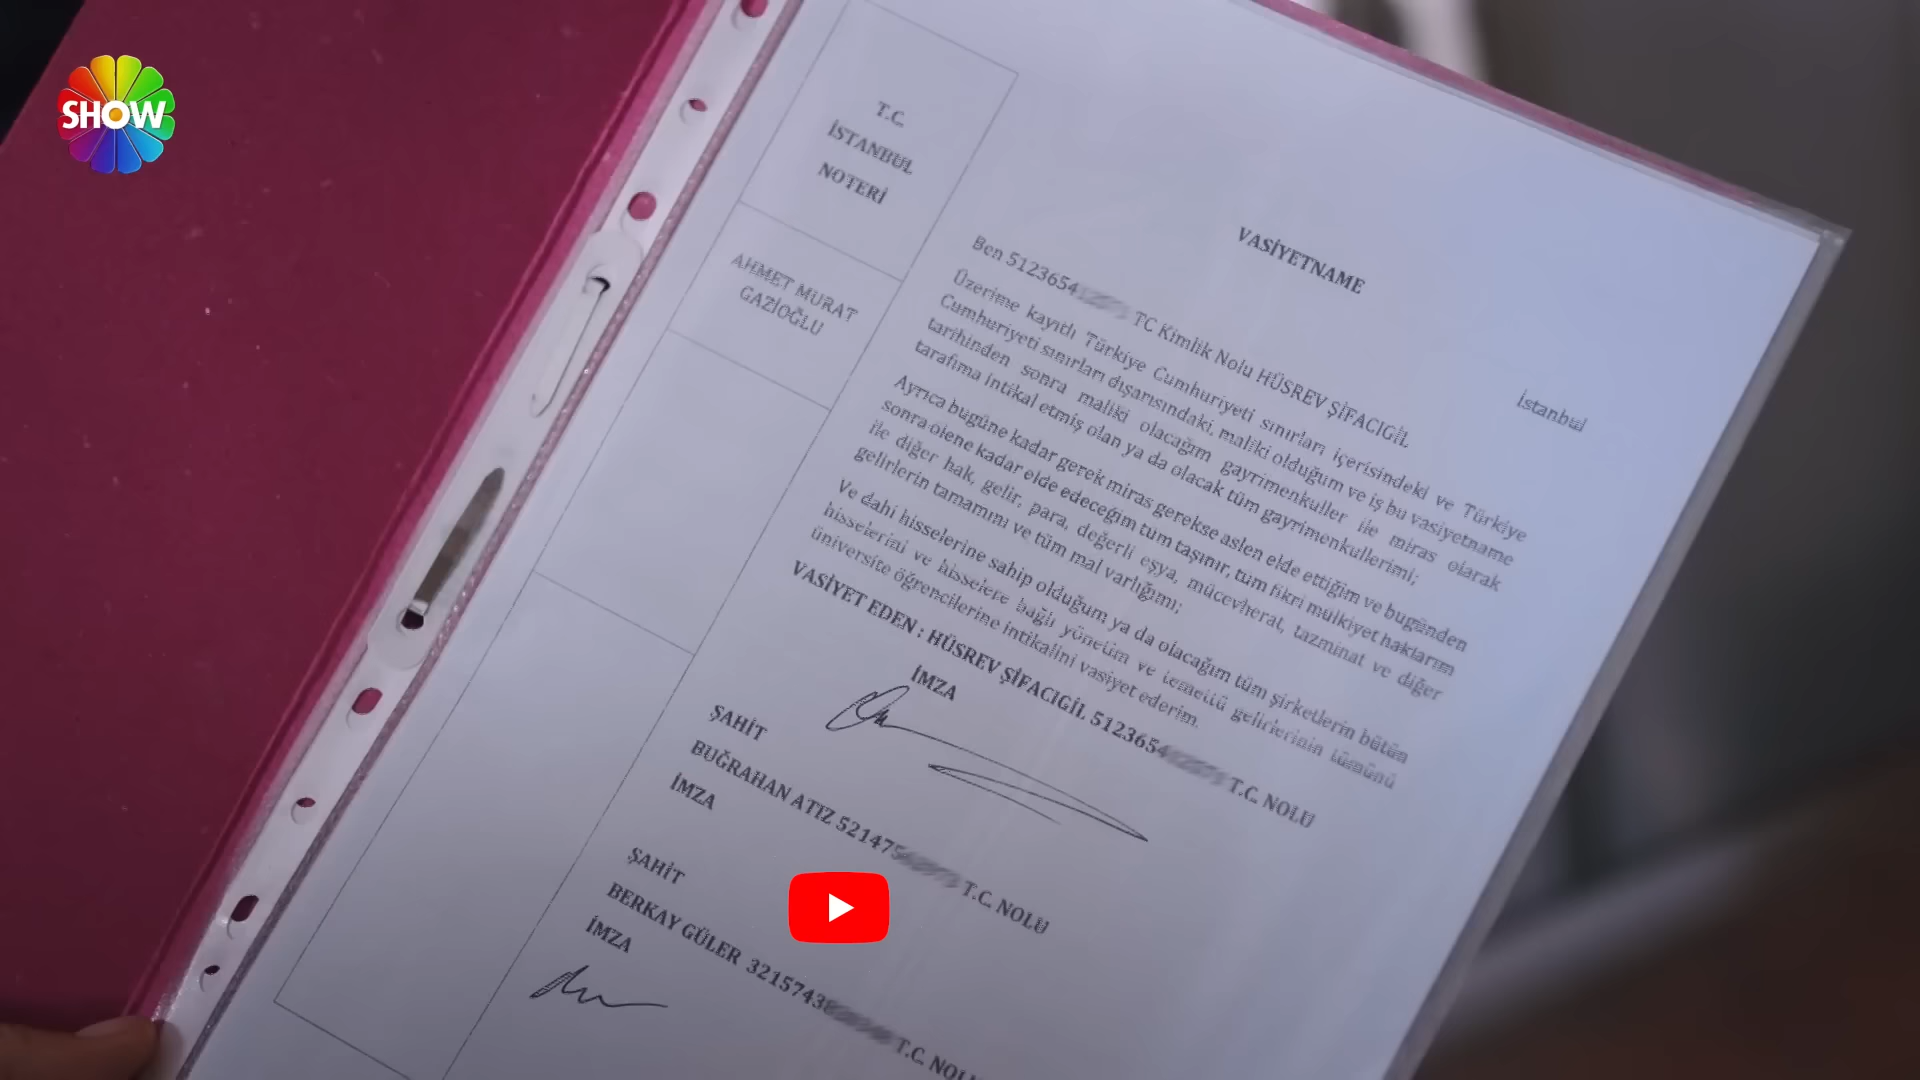 SHOW
T.C.
İSTANBUL
NOTERİ
AHMET MURAT
GAZİOĞLU
VASİYETNAME
İstanbul
Ben 5123654 TC Kimlik Nolu HÜSREV ŞİFACIGİL
Üzerime kayıtlı Türkiye Cumhuriyeti sınırları içerisindeki ve Türkiye
Cumhuriyeti sınırları dışarısındaki, maliki olduğum ve iş bu vasiyetname
tarihinden sonra maliki olacağım gayrimenkuller ile miras olarak
tarafıma intikal etmiş olan ya da olacak tüm gayrimenkullerimi;
Ayrıca bugüne kadar gerek miras gerekse aslen elde ettiğim ve bugünden
sonra ölene kadar elde edeceğim tüm taşınır, tüm fikri mülkiyet haklarım
ile diğer hak, gelir, para, değerli eşya, mücevherat, tazminat ve diğer
gelirlerin tamamını ve tüm mal varlığımı;
Ve dahi hisselerine sahip olduğum ya da olacağım tüm şirketlerin bütün
hisselerini ve hisselere bağlı yönetim ve temettü gelirlerinin tümünü
üniversite öğrencilerine intikalini vasiyet ederim.
VASİYET EDEN : HÜSREV ŞİFACIGİL 5123654 T.C. NOLU
İMZA
ŞAHİT
BUĞRAHAN ATIZ 521475 T.C. NOLU
İMZA
ŞAHİT
BERKAY GÜLER 3215743 T.C. NOLU
İMZA